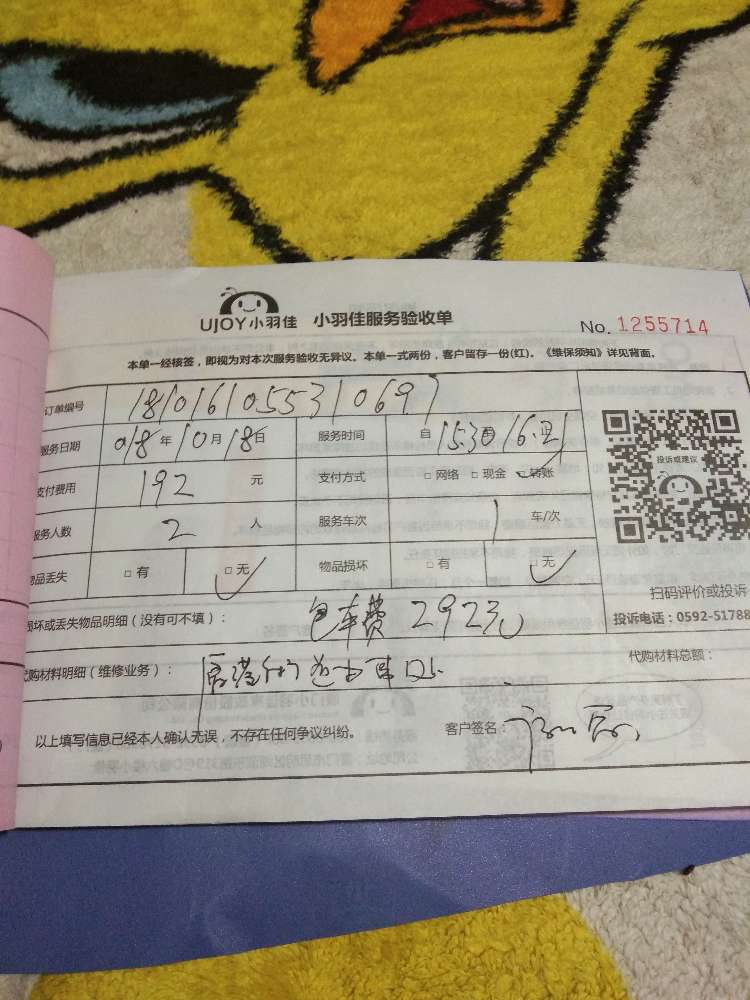 UJOY小羽佳 小羽佳服务验收单
No. 1255714
本单一经核签，即视为对本次服务验收无异议。本单一式两份，客户留存一份(红)。《维保须知》详见背面。
订单编号
服务日期 018年10月18日 服务时间 自
支付费用 192 元 支付方式 □网络 □现金 □转账
投诉或建议
服务人数 2 人 服务车次 1 车/次
物品丢失 □有 □无 物品损坏 □有 □无
扫码评价或投诉
损坏或丢失物品明细（没有可不填）： 包车费 292元
投诉电话：0592-51788
代购材料明细（维修业务）：
代购材料总额：
以上填写信息已经本人确认无误，不存在任何争议纠纷。 客户签名：